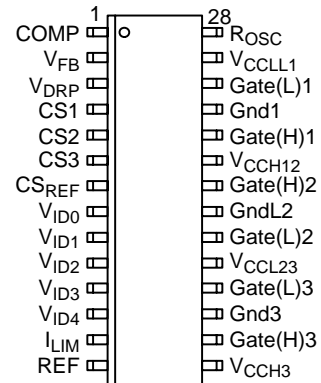 1 28
COMP R_OSC
V_FB V_CCLL1
V_DRP Gate(L)1
CS1 Gnd1
CS2 Gate(H)1
CS3 V_CCH12
CS_REF Gate(H)2
V_ID0 GndL2
V_ID1 Gate(L)2
V_ID2 V_CCL23
V_ID3 Gate(L)3
V_ID4 Gnd3
I_LIM Gate(H)3
REF V_CCH3